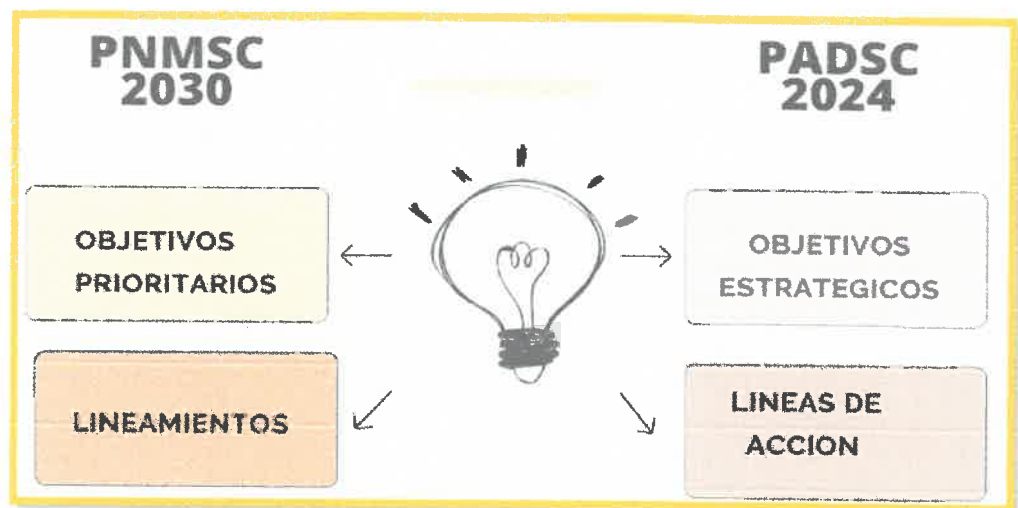 PNMSC
2030
OBJETIVOS
PRIORITARIOS
LINEAMIENTOS
PADSC
2024
OBJETIVOS
ESTRATEGICOS
LINEAS DE
ACCION